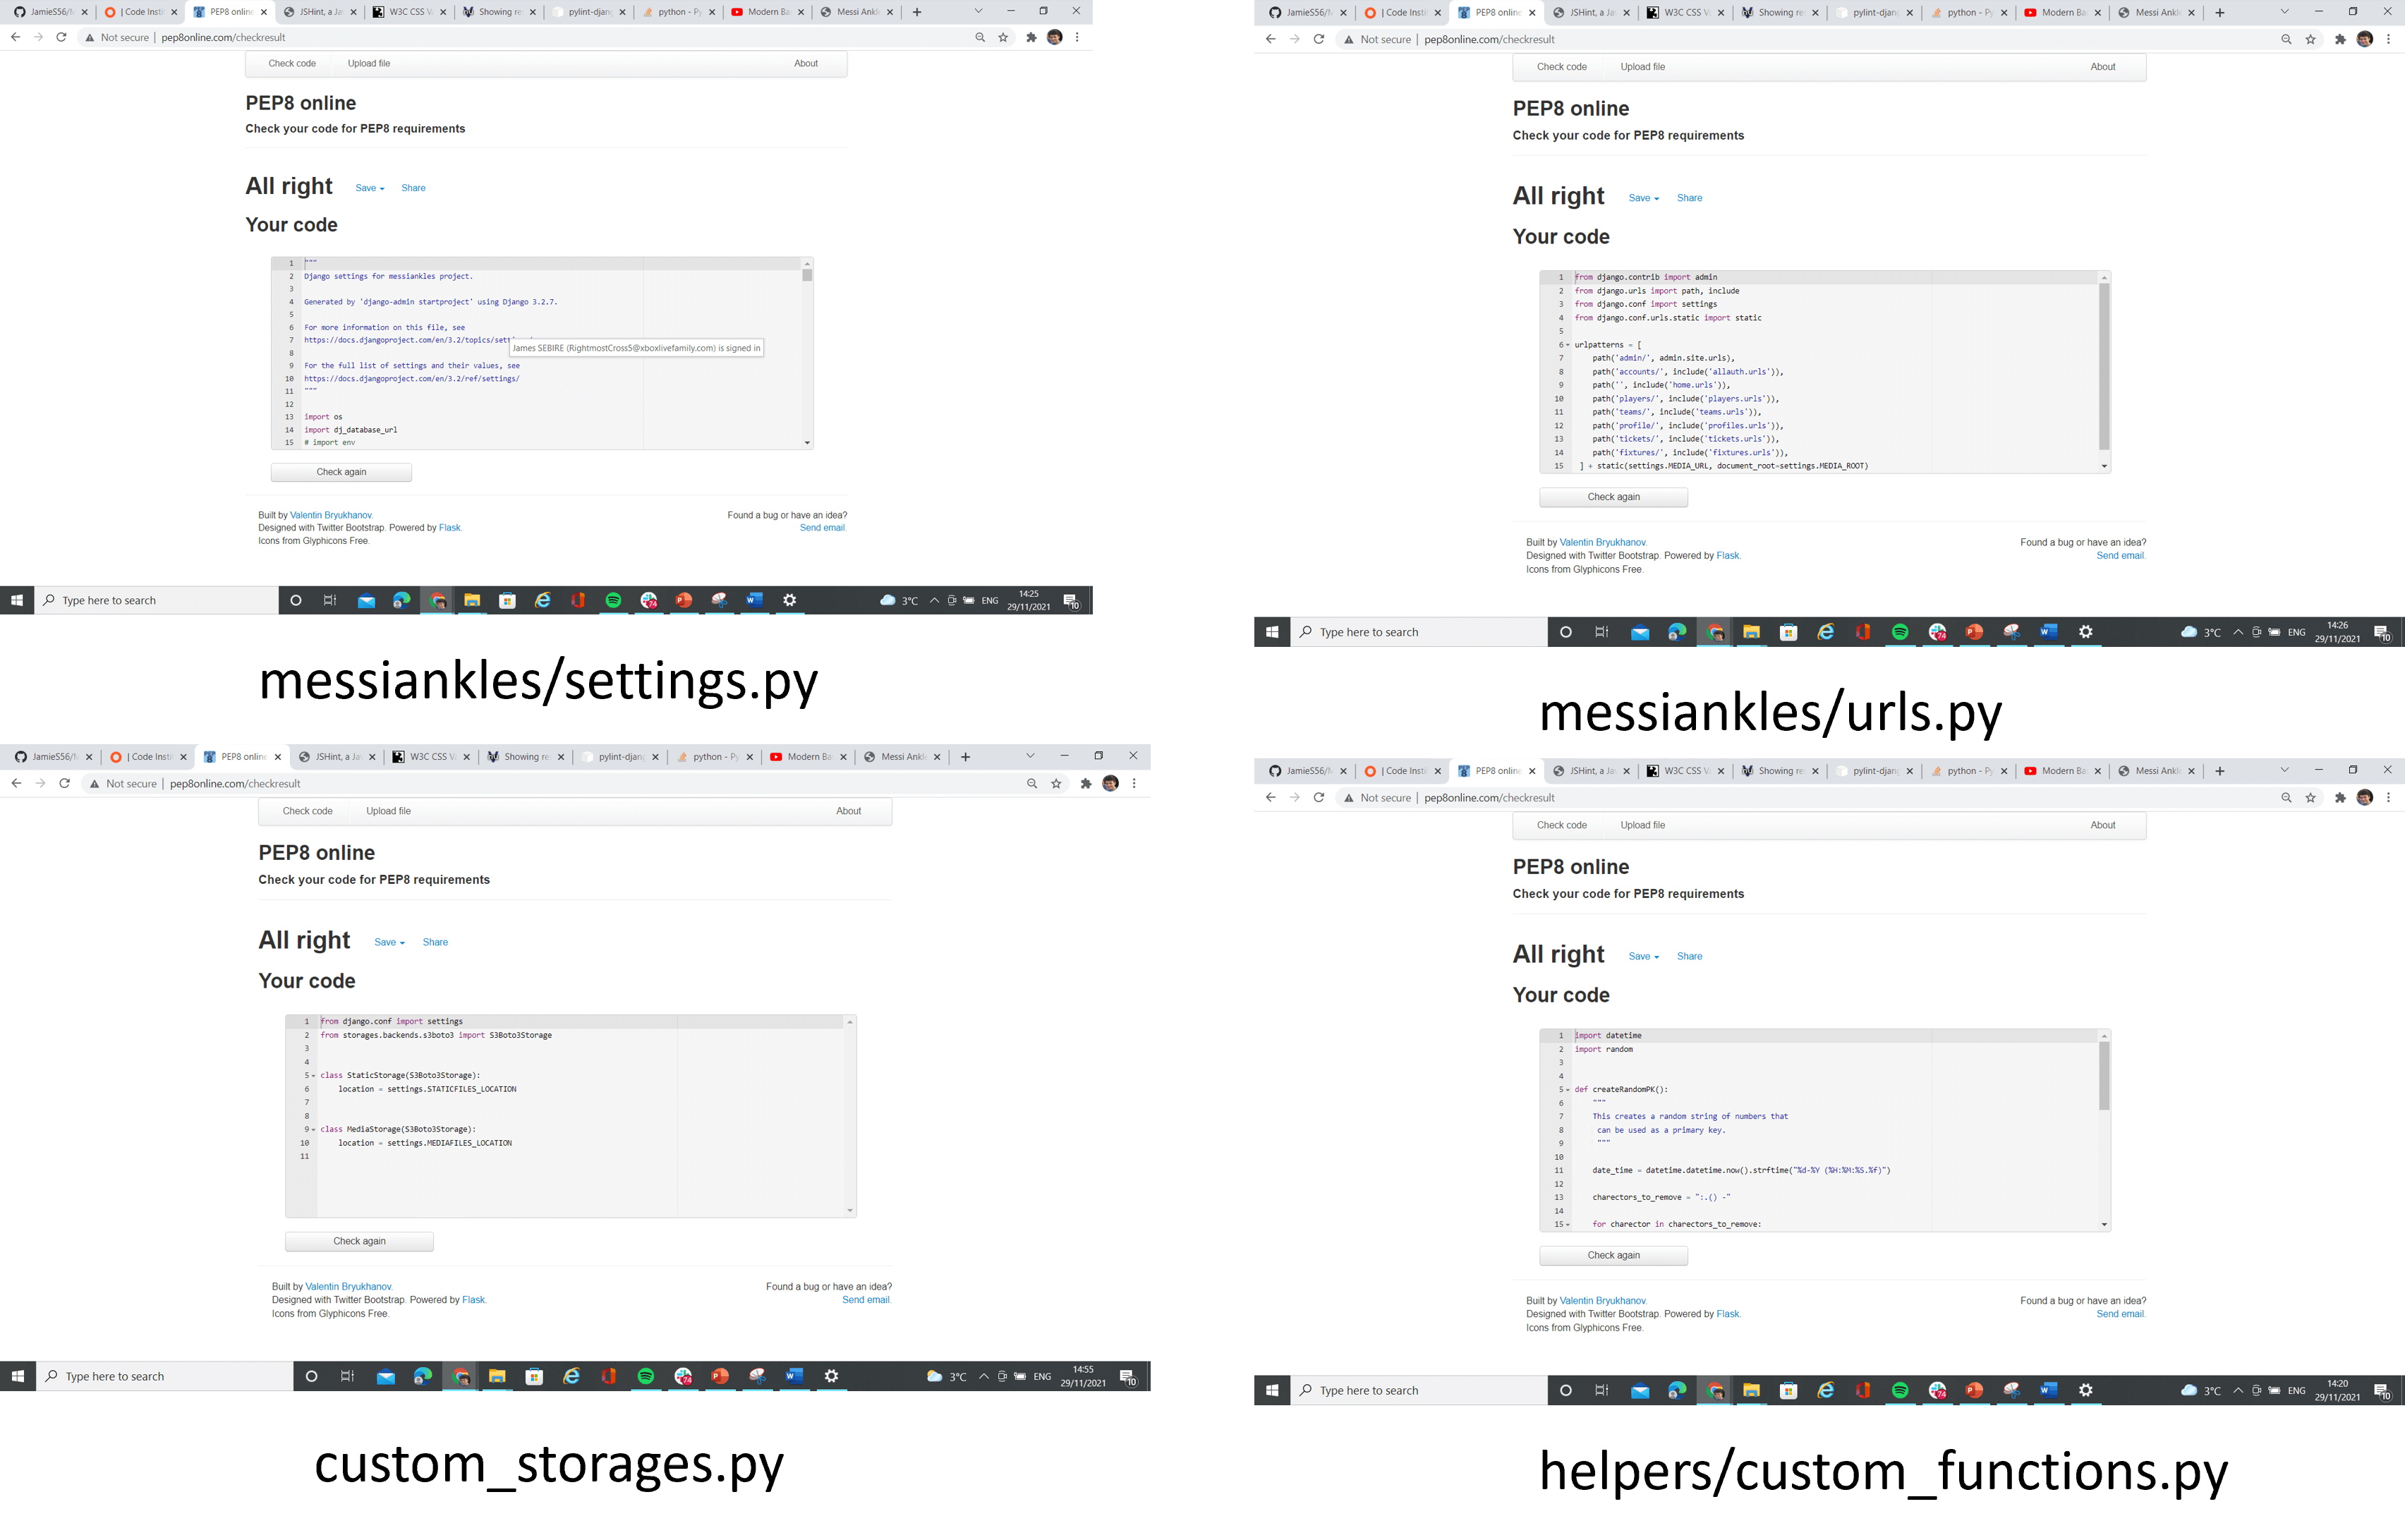 JamieS56/M
| Code Insti
PEP8 online
JSHint, a Ja
W3C CSS Va
Showing re
pylint-djang
python - Py
Modern Ba
Messi Ankl
Not secure | pep8online.com/checkresult
Check code
Upload file
About
PEP8 online
Check your code for PEP8 requirements
All right
Save
Share
Your code
1 """
2 Django settings for messiankles project.
3
4 Generated by 'django-admin startproject' using Django 3.2.7.
5
6 For more information on this file, see
7 https://docs.djangoproject.com/en/3.2/topics/sett
James SEBIRE (RightmostCross5@xboxlivefamily.com) is signed in
8
9 For the full list of settings and their values, see
10 https://docs.djangoproject.com/en/3.2/ref/settings/
11 """
12
13 import os
14 import dj_database_url
15 # import env
Check again
Built by Valentin Bryukhanov.
Designed with Twitter Bootstrap. Powered by Flask.
Icons from Glyphicons Free.
Found a bug or have an idea?
Send email.
Type here to search
3°C
ENG
14:25
29/11/2021
10
messiankles/settings.py
JamieS56/M
| Code Insti
PEP8 online
JSHint, a Ja
W3C CSS Va
Showing re
pylint-djang
python - Py
Modern Ba
Messi Ankl
Not secure | pep8online.com/checkresult
Check code
Upload file
About
PEP8 online
Check your code for PEP8 requirements
All right
Save
Share
Your code
1 from django.contrib import admin
2 from django.urls import path, include
3 from django.conf import settings
4 from django.conf.urls.static import static
5
6 urlpatterns = [
7 path('admin/', admin.site.urls),
8 path('accounts/', include('allauth.urls')),
9 path('', include('home.urls')),
10 path('players/', include('players.urls')),
11 path('teams/', include('teams.urls')),
12 path('profile/', include('profiles.urls')),
13 path('tickets/', include('tickets.urls')),
14 path('fixtures/', include('fixtures.urls')),
15 ] + static(settings.MEDIA_URL, document_root=settings.MEDIA_ROOT)
Check again
Built by Valentin Bryukhanov.
Designed with Twitter Bootstrap. Powered by Flask.
Icons from Glyphicons Free.
Found a bug or have an idea?
Send email.
Type here to search
3°C
ENG
14:26
29/11/2021
10
messiankles/urls.py
JamieS56/M
| Code Insti
PEP8 online
JSHint, a Ja
W3C CSS Va
Showing re
pylint-djang
python - Py
Modern Ba
Messi Ankl
Not secure | pep8online.com/checkresult
Check code
Upload file
About
PEP8 online
Check your code for PEP8 requirements
All right
Save
Share
Your code
1 from django.conf import settings
2 from storages.backends.s3boto3 import S3Boto3Storage
3
4
5 class StaticStorage(S3Boto3Storage):
6 location = settings.STATICFILES_LOCATION
7
8
9 class MediaStorage(S3Boto3Storage):
10 location = settings.MEDIAFILES_LOCATION
11
Check again
Built by Valentin Bryukhanov.
Designed with Twitter Bootstrap. Powered by Flask.
Icons from Glyphicons Free.
Found a bug or have an idea?
Send email.
Type here to search
3°C
ENG
14:55
29/11/2021
10
custom_storages.py
JamieS56/M
| Code Insti
PEP8 online
JSHint, a Ja
W3C CSS Va
Showing re
pylint-djang
python - Py
Modern Ba
Messi Ankl
Not secure | pep8online.com/checkresult
Check code
Upload file
About
PEP8 online
Check your code for PEP8 requirements
All right
Save
Share
Your code
1 import datetime
2 import random
3
4
5 def createRandomPK():
6 """
7 This creates a random string of numbers that
8 can be used as a primary key.
9 """
10
11 date_time = datetime.datetime.now().strftime("%d-%Y (%H:%M:%S.%f)")
12
13 charectors_to_remove = ":.() -"
14
15 for charector in charectors_to_remove:
Check again
Built by Valentin Bryukhanov.
Designed with Twitter Bootstrap. Powered by Flask.
Icons from Glyphicons Free.
Found a bug or have an idea?
Send email.
Type here to search
3°C
ENG
14:20
29/11/2021
10
helpers/custom_functions.py